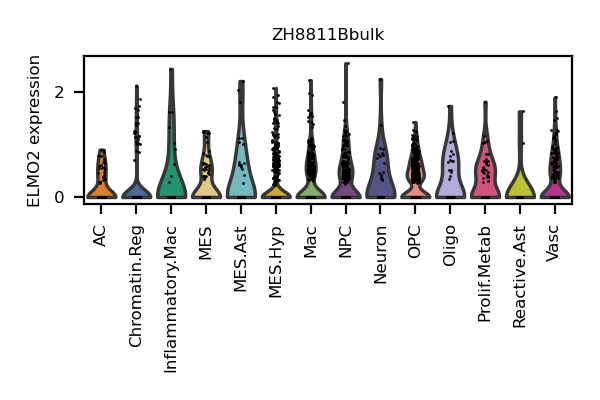 ZH8811Bbulk
ELMO2 expression
2
0
AC
Chromatin.Reg
Inflammatory.Mac
MES
MES.Ast
MES.Hyp
Mac
NPC
Neuron
OPC
Oligo
Prolif.Metab
Reactive.Ast
Vasc